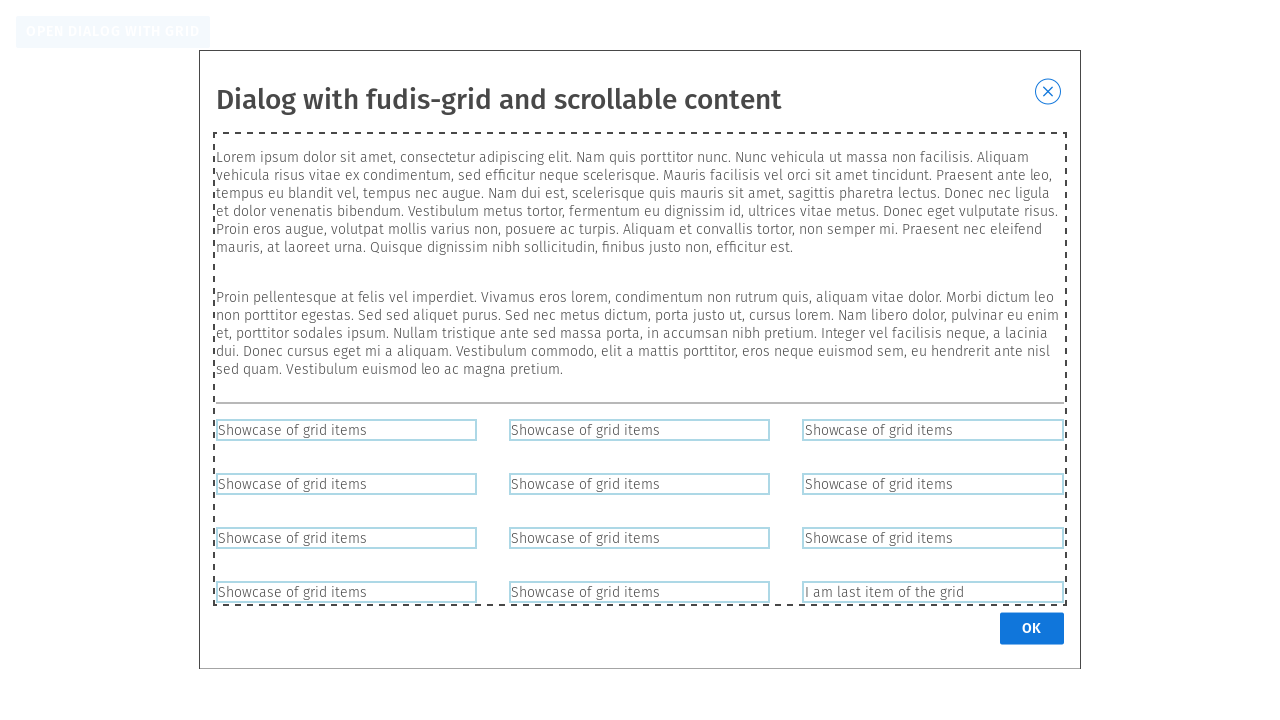 OPEN DIALOG WITH GRID
Dialog with fudis-grid and scrollable content
Lorem ipsum dolor sit amet, consectetur adipiscing elit. Nam quis porttitor nunc. Nunc vehicula ut massa non facilisis. Aliquam
vehicula risus vitae ex condimentum, sed efficitur neque scelerisque. Mauris facilisis vel orci sit amet tincidunt. Praesent ante leo,
tempus eu blandit vel, tempus nec augue. Nam dui est, scelerisque quis mauris sit amet, sagittis pharetra lectus. Donec nec ligula
et dolor venenatis bibendum. Vestibulum metus tortor, fermentum eu dignissim id, ultrices vitae metus. Donec eget vulputate risus.
Proin eros augue, volutpat mollis varius non, posuere ac turpis. Aliquam et convallis tortor, non semper mi. Praesent nec eleifend
mauris, at laoreet urna. Quisque dignissim nibh sollicitudin, finibus justo non, efficitur est.
Proin pellentesque at felis vel imperdiet. Vivamus eros lorem, condimentum non rutrum quis, aliquam vitae dolor. Morbi dictum leo
non porttitor egestas. Sed sed aliquet purus. Sed nec metus dictum, porta justo ut, cursus lorem. Nam libero dolor, pulvinar eu enim
et, porttitor sodales ipsum. Nullam tristique ante sed massa porta, in accumsan nibh pretium. Integer vel facilisis neque, a lacinia
dui. Donec cursus eget mi a aliquam. Vestibulum commodo, elit a mattis porttitor, eros neque euismod sem, eu hendrerit ante nisl
sed quam. Vestibulum euismod leo ac magna pretium.
Showcase of grid items Showcase of grid items Showcase of grid items
Showcase of grid items Showcase of grid items Showcase of grid items
Showcase of grid items Showcase of grid items Showcase of grid items
Showcase of grid items Showcase of grid items I am last item of the grid
OK